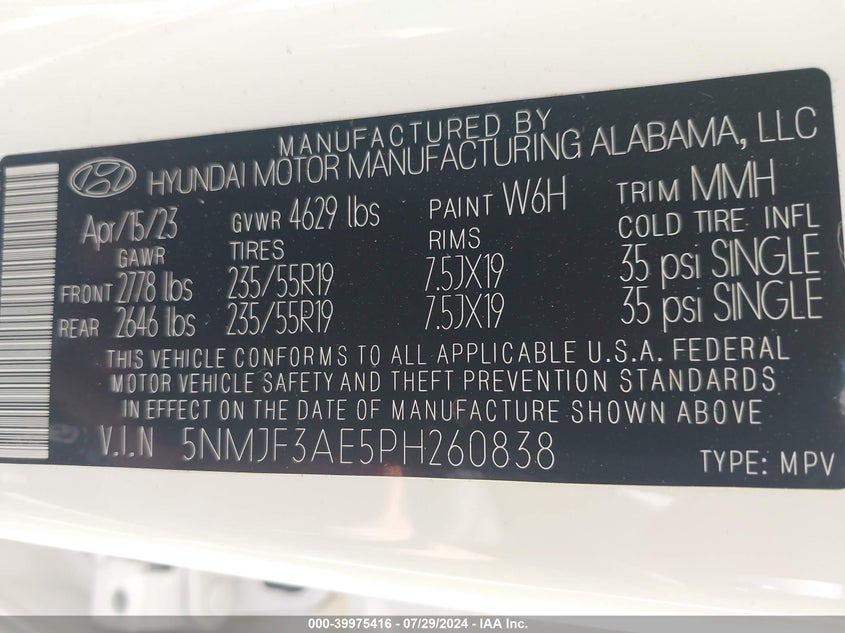 MANUFACTURED BY
HYUNDAI MOTOR MANUFACTURING ALABAMA, LLC
Apr/15/23 GVWR 4629 lbs PAINT W6H TRIM MMH
GAWR TIRES RIMS COLD TIRE INFL
FRONT 2778 lbs 235/55R19 7.5JX19 35 psi SINGLE
REAR 2646 lbs 235/55R19 7.5JX19 35 psi SINGLE
THIS VEHICLE CONFORMS TO ALL APPLICABLE U.S.A. FEDERAL
MOTOR VEHICLE SAFETY AND THEFT PREVENTION STANDARDS
IN EFFECT ON THE DATE OF MANUFACTURE SHOWN ABOVE
V.I.N 5NMJF3AE5PH260838 TYPE: MPV
000-39975416 / 07/29/2024 - IAA Inc.